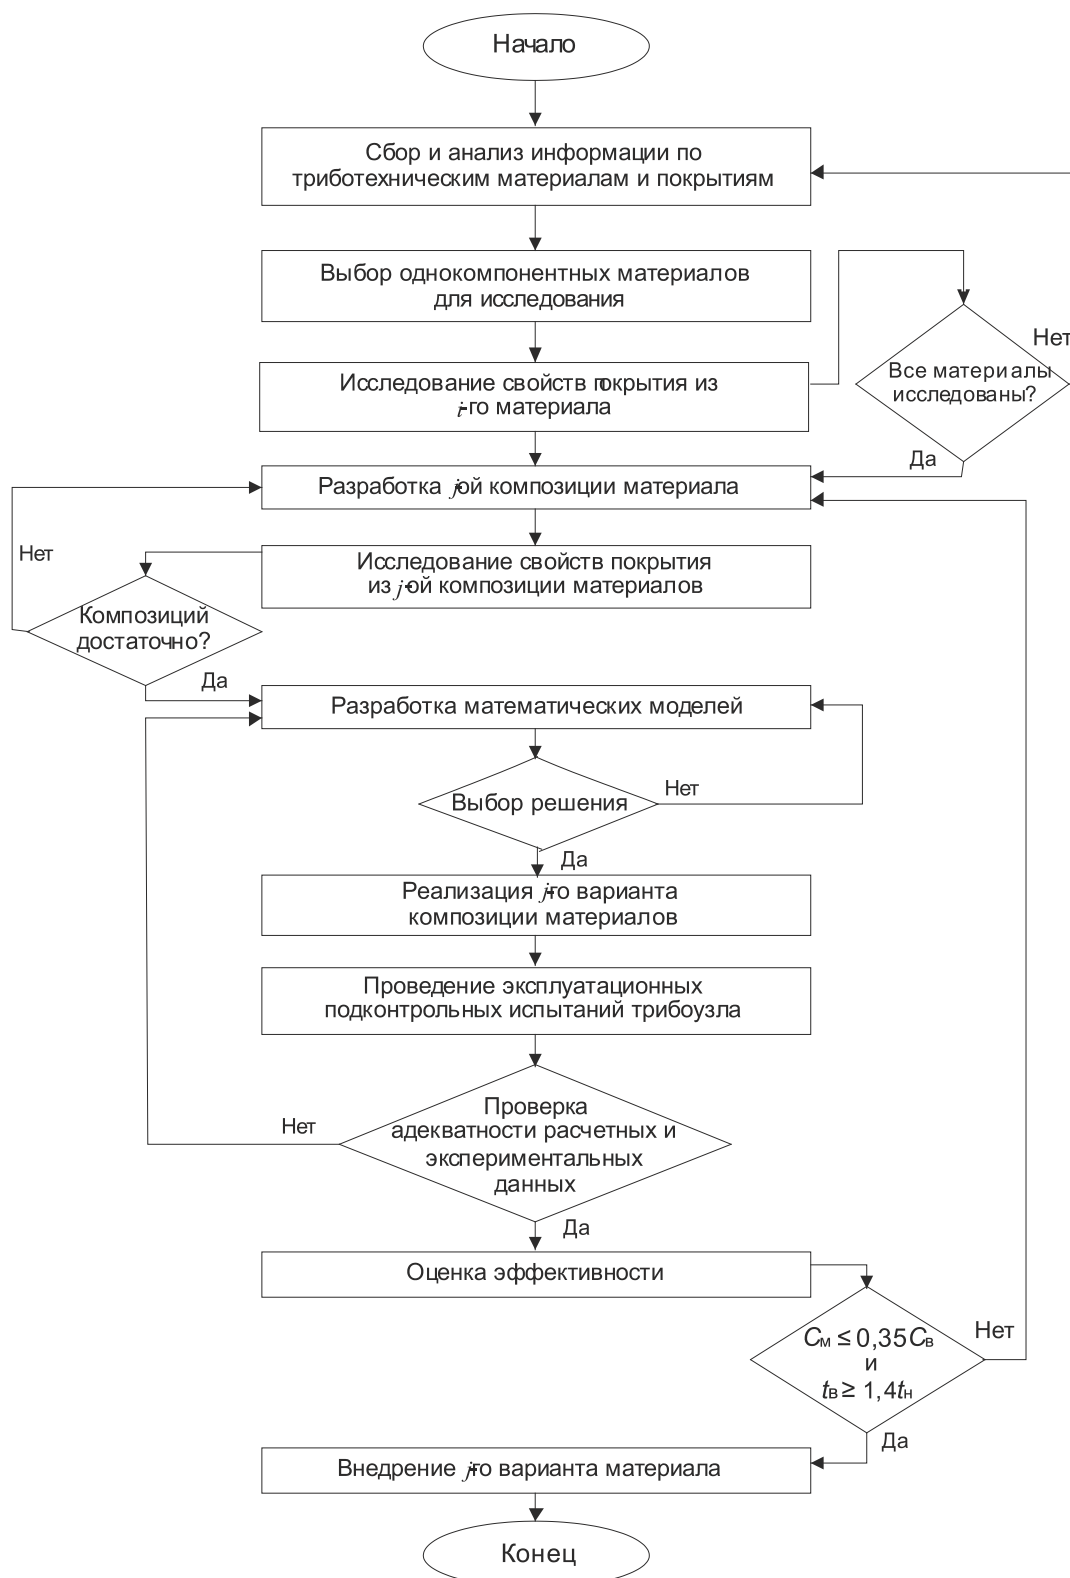 Начало
Сбор и анализ информации по
триботехническим материалам и покрытиям
Выбор однокомпонентных материалов
для исследования
Нет
Исследование свойств покрытия из
i-го материала
Все материалы
исследованы?
Да
Разработка j-ой композиции материала
Нет
Исследование свойств покрытия
из j-ой композиции материалов
Композиций
достаточно?
Да
Разработка математических моделей
Выбор решения
Нет
Да
Реализация j-го варианта
композиции материалов
Проведение эксплуатационных
подконтрольных испытаний трибоузла
Проверка
адекватности расчетных и
экспериментальных
данных
Нет
Да
Оценка эффективности
Cм ≤ 0,35Cв
и
tв ≥ 1,4tн
Нет
Да
Внедрение j-го варианта материала
Конец